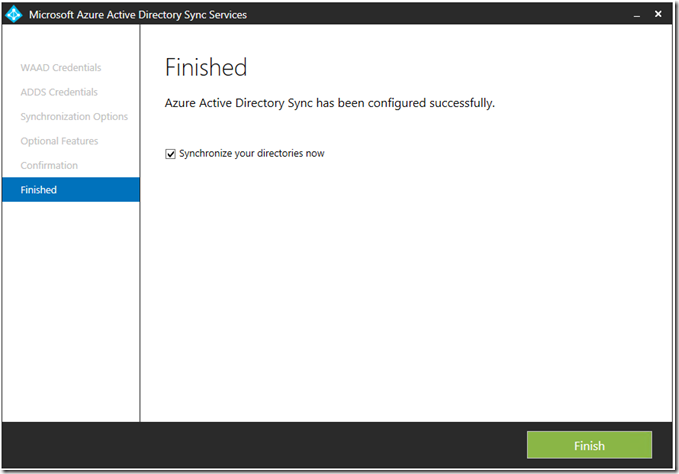 Microsoft Azure Active Directory Sync Services
WAAD Credentials
ADDS Credentials
Synchronization Options
Optional Features
Confirmation
Finished
Finished
Azure Active Directory Sync has been configured successfully.
Synchronize your directories now
Finish